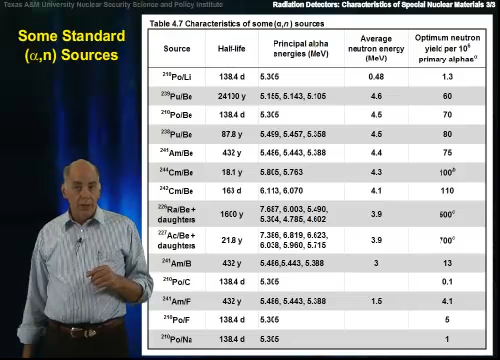 Texas A&M University Nuclear Security Science and Policy Institute
Radiation Detectors: Characteristics of Special Nuclear Materials 3/3
Some Standard
(α,n) Sources
Table 4.7 Characteristics of some (α,n) sources
Source Half-life Principal alpha energies (MeV) Average neutron energy (MeV) Optimum neutron yield per 10⁶ primary alphasᵃ
²¹⁰Po/Li 138.4 d 5.305 0.48 1.3
²³⁹Pu/Be 24100 y 5.155, 5.143, 5.105 4.6 60
²¹⁰Po/Be 138.4 d 5.305 4.5 70
²³⁸Pu/Be 87.8 y 5.499, 5.457, 5.358 4.5 80
²⁴¹Am/Be 432 y 5.486, 5.443, 5.388 4.4 75
²⁴⁴Cm/Be 18.1 y 5.805, 5.763 4.3 100ᵇ
²⁴²Cm/Be 163 d 6.113, 6.070 4.1 110
²²⁶Ra/Be + daughters 1600 y 7.687, 6.003, 5.490, 5.304, 4.785, 4.602 3.9 500ᶜ
²²⁷Ac/Be + daughters 21.8 y 7.386, 6.819, 6.623, 6.038, 5.960, 5.715 3.9 700ᶜ
²⁴¹Am/B 432 y 5.486,5.443, 5.388 3 13
²¹⁰Po/C 138.4 d 5.305 0.1
²⁴¹Am/F 432 y 5.486, 5.443, 5.388 1.5 4.1
²¹⁰Po/F 138.4 d 5.305 5
²¹⁰Po/Na 138.4 d 5.305 1